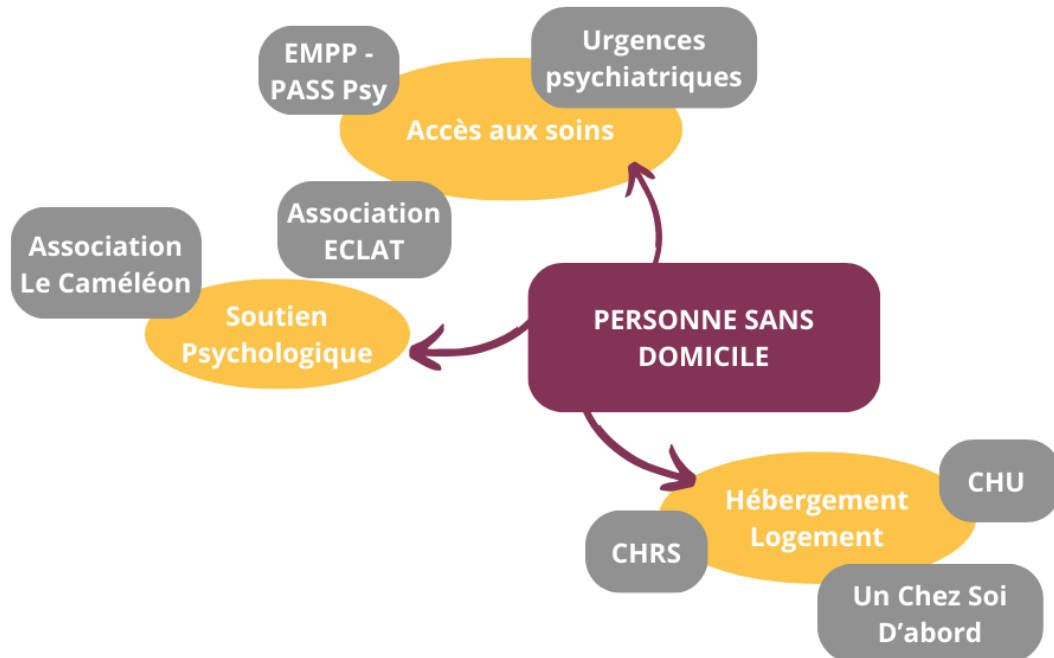 EMPP -
PASS Psy
Urgences
psychiatriques
Accès aux soins
Association
ECLAT
Association
Le Caméléon
Soutien
Psychologique
PERSONNE SANS
DOMICILE
Hébergement
Logement
CHU
CHRS
Un Chez Soi
D’abord